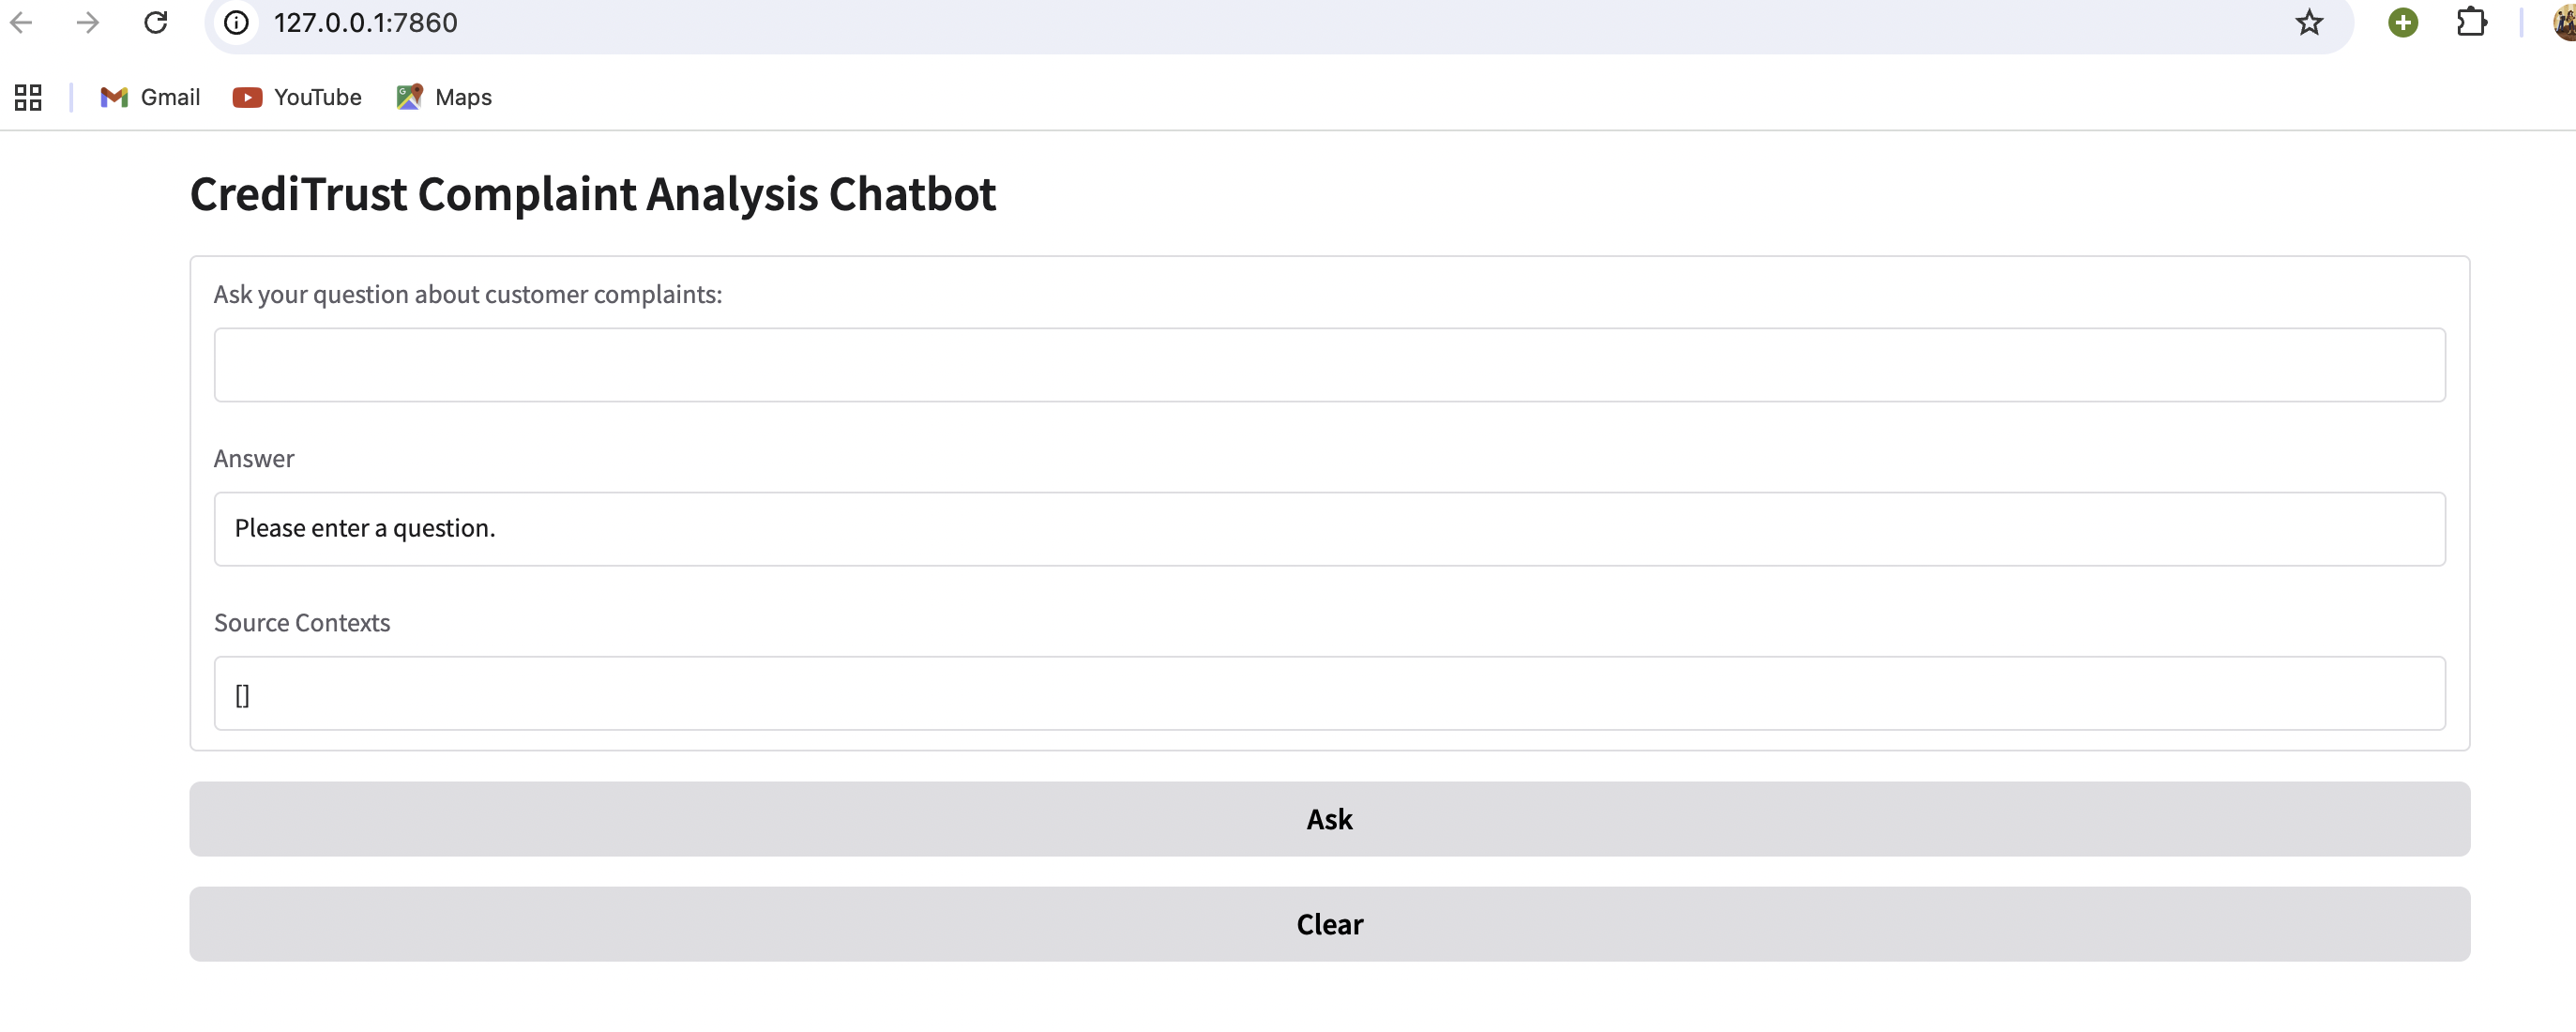 127.0.0.1:7860
Gmail YouTube Maps
CrediTrust Complaint Analysis Chatbot
Ask your question about customer complaints:
Answer
Please enter a question.
Source Contexts
[]
Ask
Clear